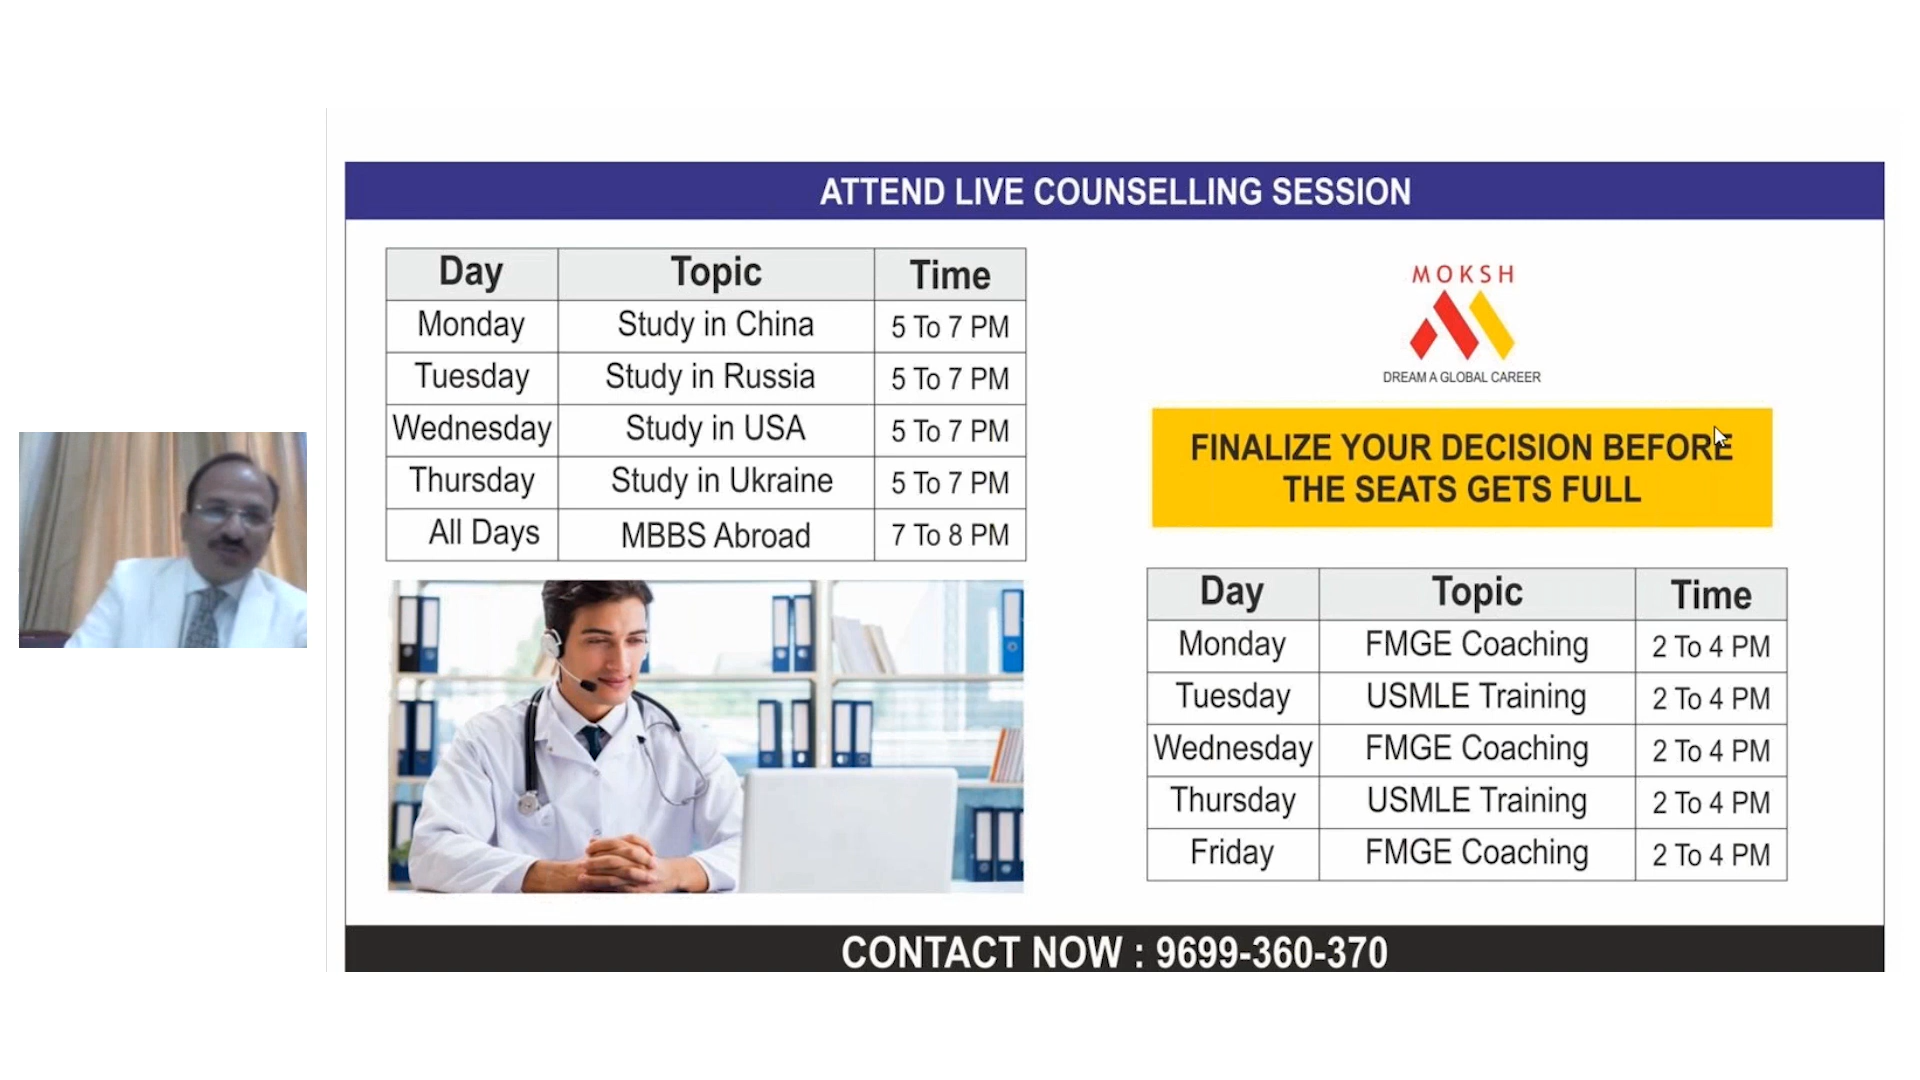 ATTEND LIVE COUNSELLING SESSION
Day Topic Time
Monday Study in China 5 To 7 PM
Tuesday Study in Russia 5 To 7 PM
Wednesday Study in USA 5 To 7 PM
Thursday Study in Ukraine 5 To 7 PM
All Days MBBS Abroad 7 To 8 PM
MOKSH
DREAM A GLOBAL CAREER
FINALIZE YOUR DECISION BEFORE
THE SEATS GETS FULL
Day Topic Time
Monday FMGE Coaching 2 To 4 PM
Tuesday USMLE Training 2 To 4 PM
Wednesday FMGE Coaching 2 To 4 PM
Thursday USMLE Training 2 To 4 PM
Friday FMGE Coaching 2 To 4 PM
CONTACT NOW : 9699-360-370